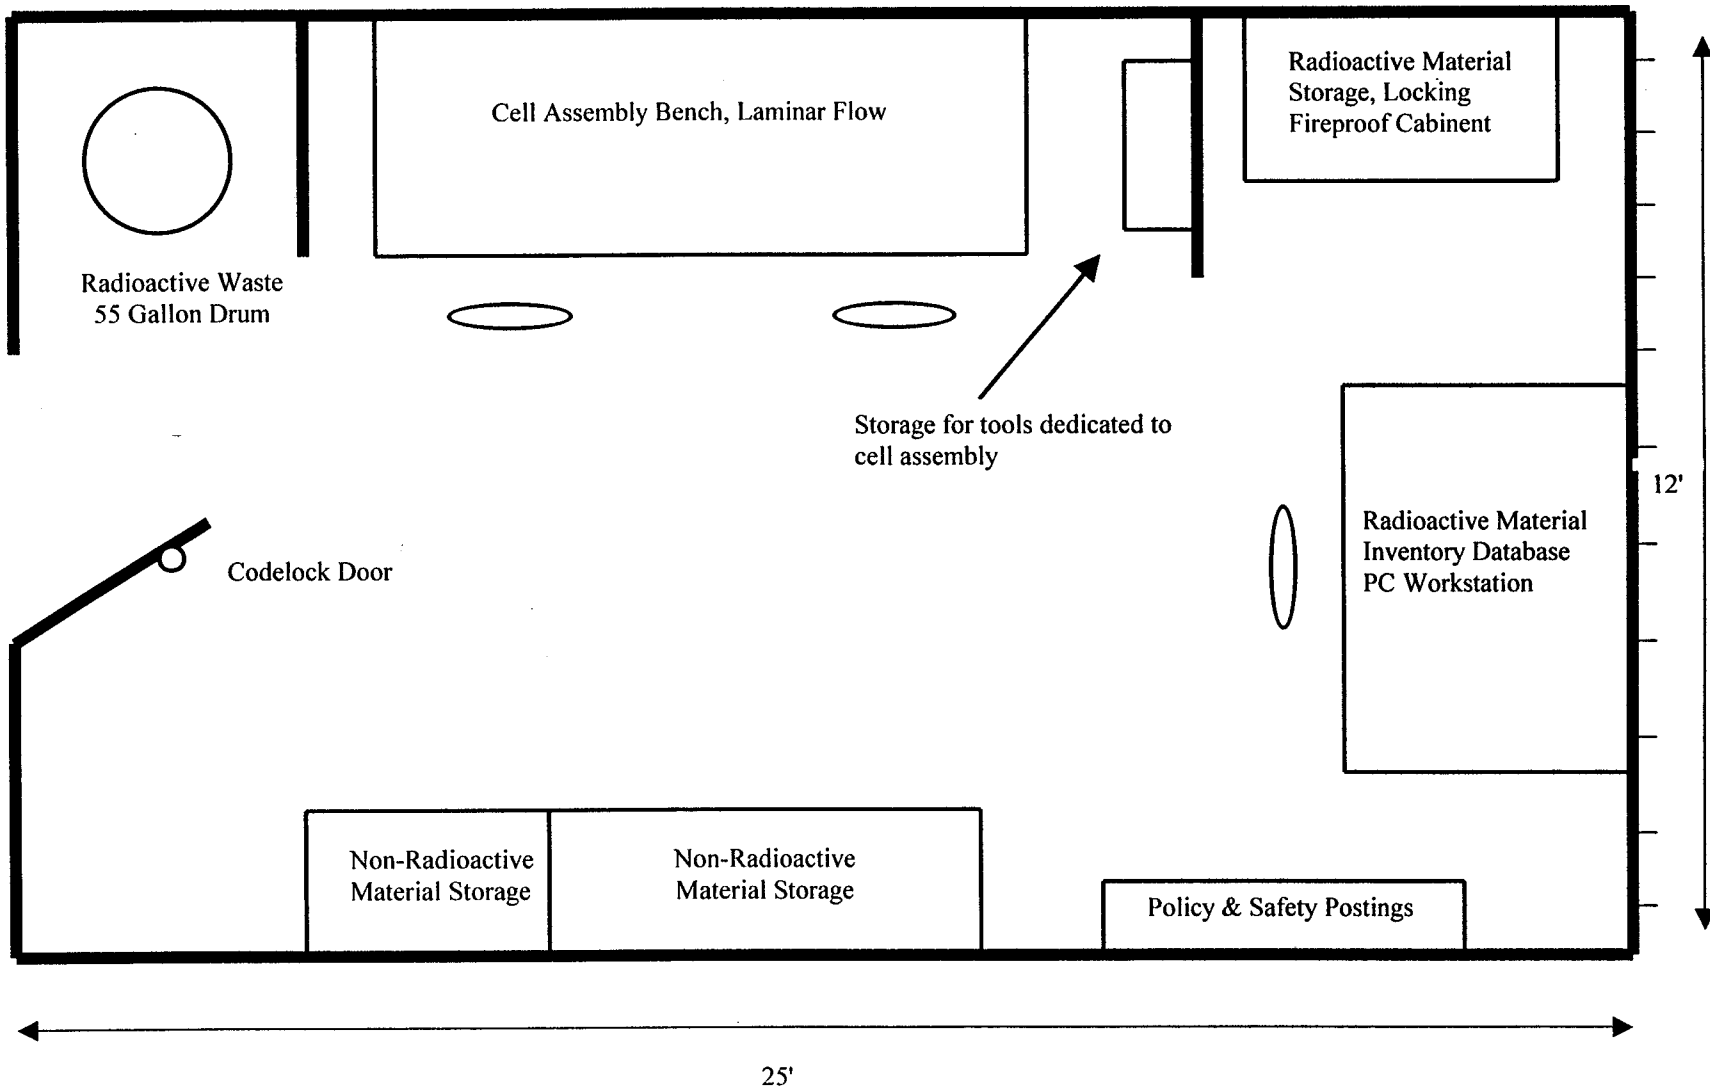 Cell Assembly Bench, Laminar Flow
Radioactive Material
Storage, Locking
Fireproof Cabinent
Radioactive Waste
55 Gallon Drum
Storage for tools dedicated to
cell assembly
12'
Radioactive Material
Inventory Database
PC Workstation
Codelock Door
Non-Radioactive
Material Storage
Non-Radioactive
Material Storage
Policy & Safety Postings
25'